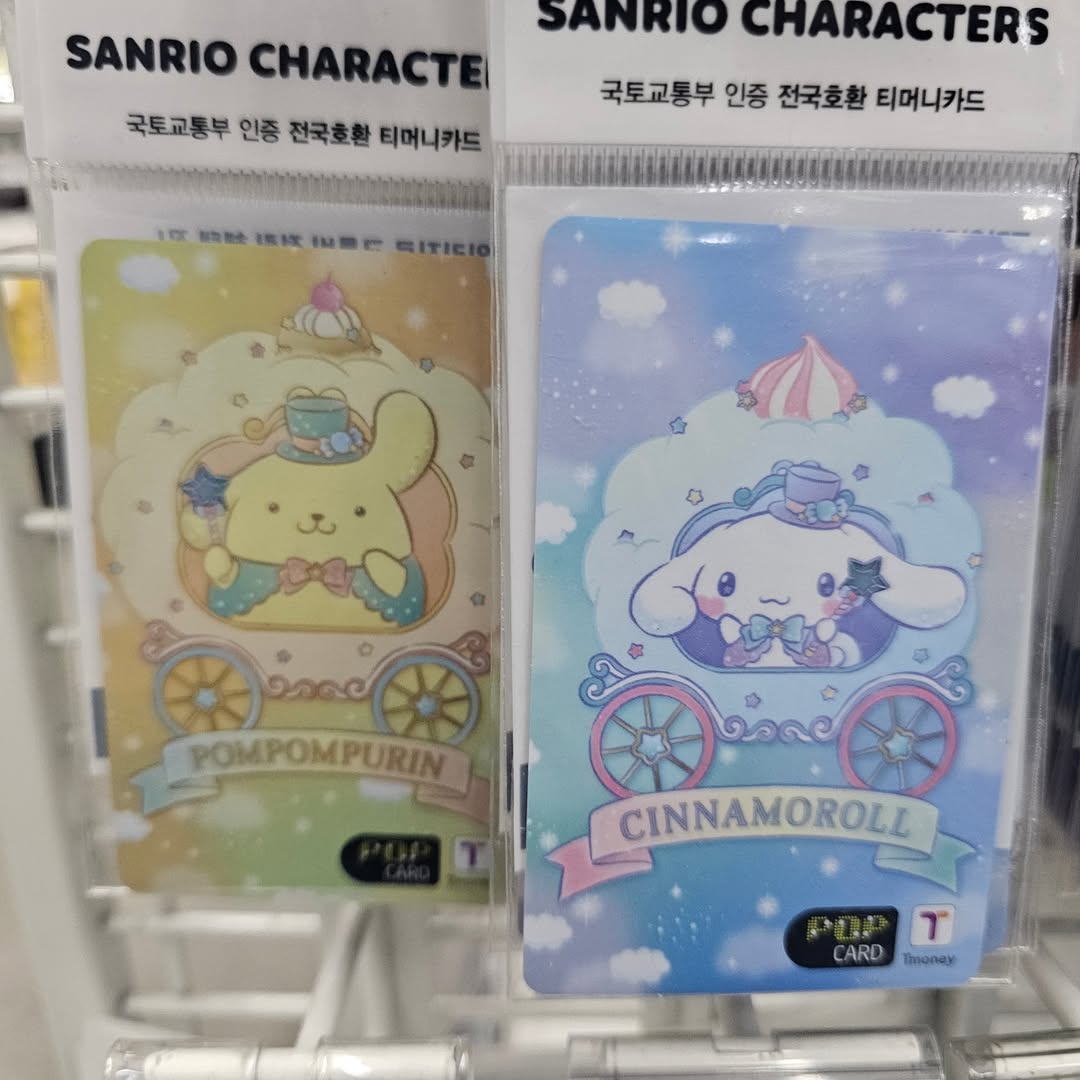 SANRIO CHARACTE
국토교통부 인증 전국호환 티머니카드
POMPOMPURIN
POP
CARD
T
SANRIO CHARACTERS
국토교통부 인증 전국호환 티머니카드
CINNAMOROLL
POP
CARD
T
Tmoney